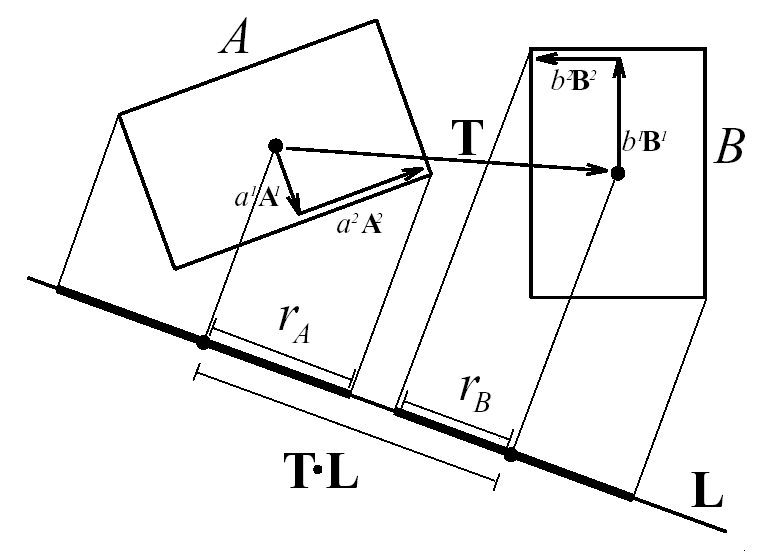 A
T
b²B²
b¹B¹
B
a¹A¹
a²A²
r_A
r_B
T·L
L